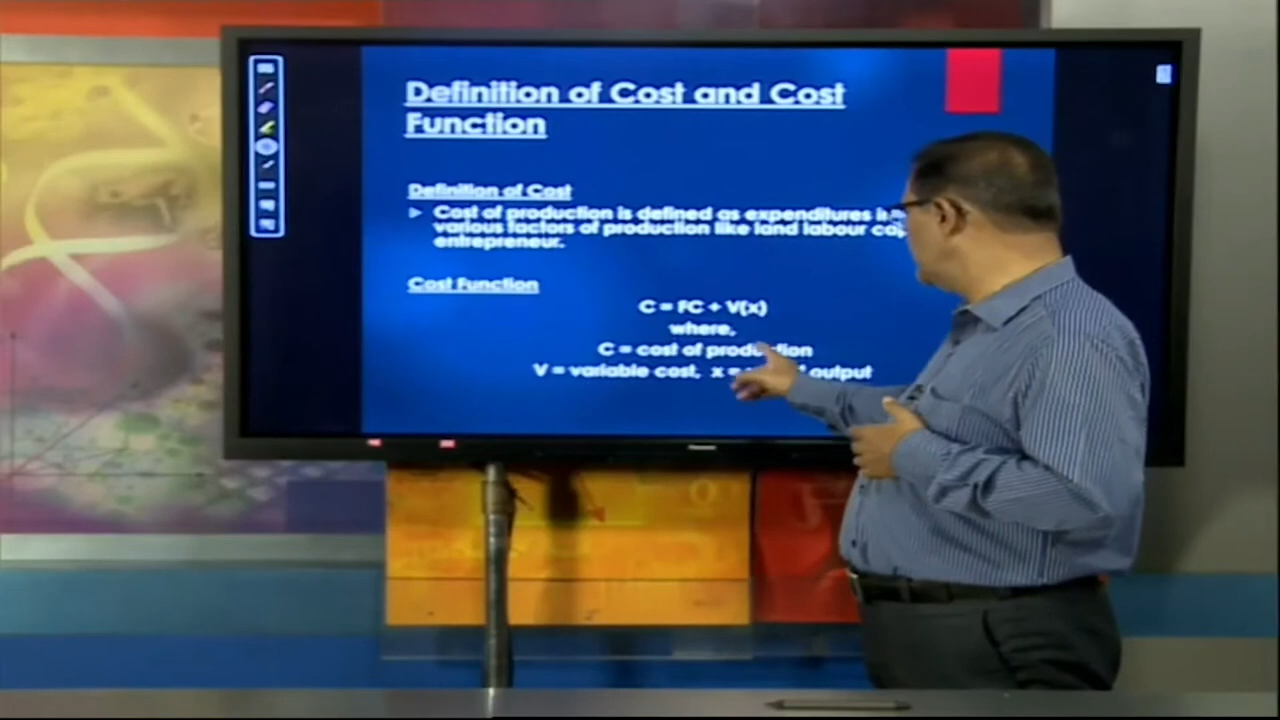 Definition of Cost and Cost
Function
Definition of Cost
➤ Cost of production is defined as expenditures
various factors of production like land labour
entrepreneur.
Cost Function
C = FC + V(x)
where,
C = cost of production
V = variable cost, x = output